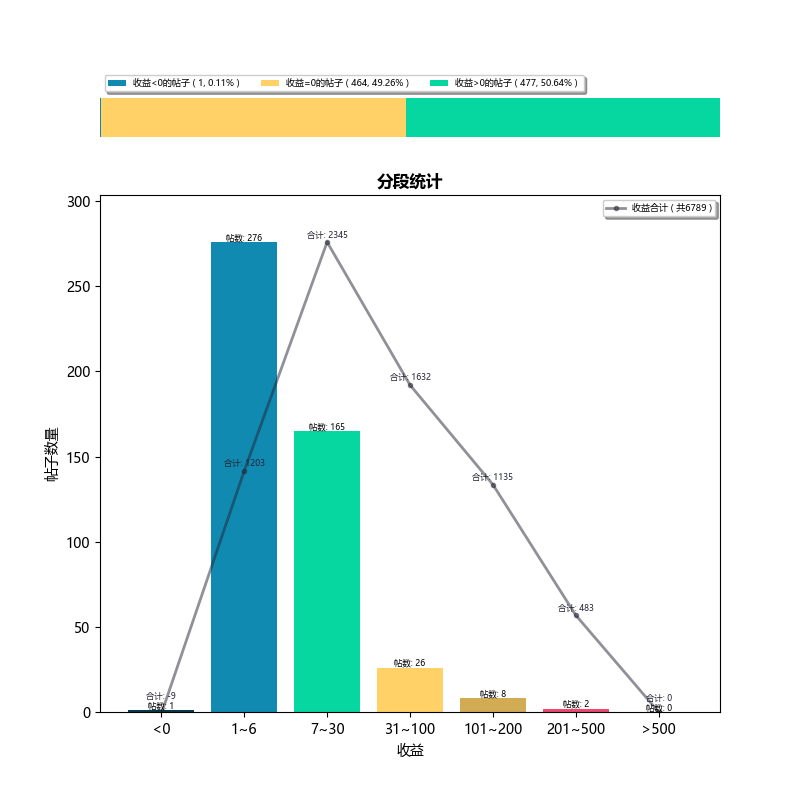 收益<0的帖子 ( 1, 0.11% ) 收益=0的帖子 ( 464, 49.26% ) 收益>0的帖子 ( 477, 50.64% )
分段统计
收益合计 ( 共6789 )
300
250
200
150
100
50
0
帖子数量
帖数: 276
合计: 2345
合计: 1632
帖数: 165
合计: 1203
合计: 1135
合计: 483
帖数: 26
帖数: 8
帖数: 2
合计: -9
帖数: 1
合计: 0
帖数: 0
<0 1~6 7~30 31~100 101~200 201~500 >500
收益